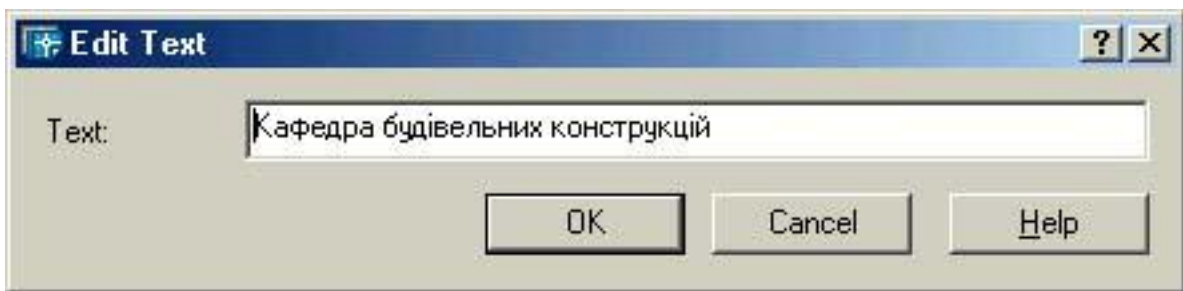 Edit Text
Text: Кафедра будівельних конструкцій
OK Cancel Help